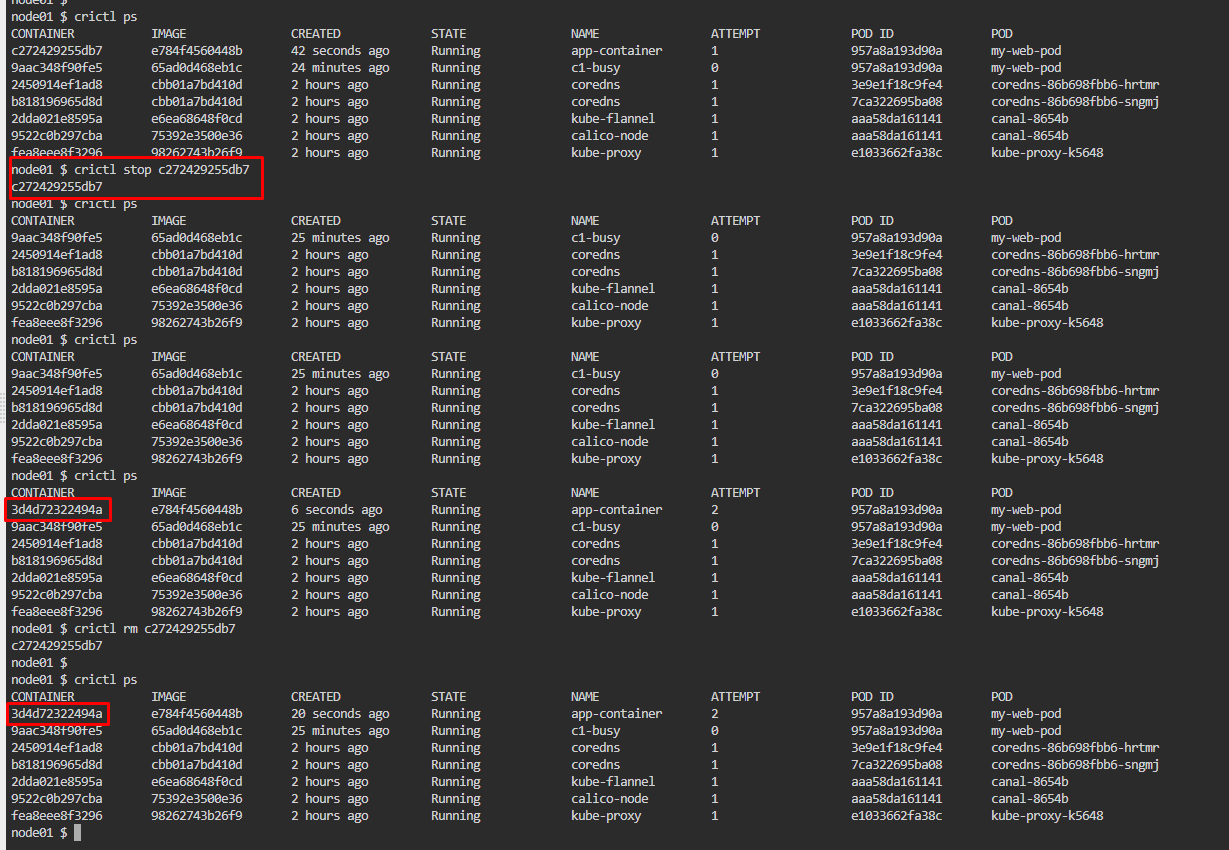 node01 $
node01 $ crictl ps
CONTAINER IMAGE CREATED STATE NAME ATTEMPT POD ID POD
c272429255db7 e784f4560448b 42 seconds ago Running app-container 1 957a8a193d90a my-web-pod
9aac348f90fe5 65ad0d468eb1c 24 minutes ago Running c1-busy 0 957a8a193d90a my-web-pod
2450914ef1ad8 cbb01a7bd410d 2 hours ago Running coredns 1 3e9e1f18c9fe4 coredns-86b698fbb6-hrtmr
b818196965d8d cbb01a7bd410d 2 hours ago Running coredns 1 7ca322695ba08 coredns-86b698fbb6-sngmj
2dda021e8595a e6ea68648f0cd 2 hours ago Running kube-flannel 1 aaa58da161141 canal-8654b
9522c0b297cba 75392e3500e36 2 hours ago Running calico-node 1 aaa58da161141 canal-8654b
fea8eee8f3296 98262743b26f9 2 hours ago Running kube-proxy 1 e1033662fa38c kube-proxy-k5648
node01 $ crictl stop c272429255db7
c272429255db7
node01 $ crictl ps
CONTAINER IMAGE CREATED STATE NAME ATTEMPT POD ID POD
9aac348f90fe5 65ad0d468eb1c 25 minutes ago Running c1-busy 0 957a8a193d90a my-web-pod
2450914ef1ad8 cbb01a7bd410d 2 hours ago Running coredns 1 3e9e1f18c9fe4 coredns-86b698fbb6-hrtmr
b818196965d8d cbb01a7bd410d 2 hours ago Running coredns 1 7ca322695ba08 coredns-86b698fbb6-sngmj
2dda021e8595a e6ea68648f0cd 2 hours ago Running kube-flannel 1 aaa58da161141 canal-8654b
9522c0b297cba 75392e3500e36 2 hours ago Running calico-node 1 aaa58da161141 canal-8654b
fea8eee8f3296 98262743b26f9 2 hours ago Running kube-proxy 1 e1033662fa38c kube-proxy-k5648
node01 $ crictl ps
CONTAINER IMAGE CREATED STATE NAME ATTEMPT POD ID POD
9aac348f90fe5 65ad0d468eb1c 25 minutes ago Running c1-busy 0 957a8a193d90a my-web-pod
2450914ef1ad8 cbb01a7bd410d 2 hours ago Running coredns 1 3e9e1f18c9fe4 coredns-86b698fbb6-hrtmr
b818196965d8d cbb01a7bd410d 2 hours ago Running coredns 1 7ca322695ba08 coredns-86b698fbb6-sngmj
2dda021e8595a e6ea68648f0cd 2 hours ago Running kube-flannel 1 aaa58da161141 canal-8654b
9522c0b297cba 75392e3500e36 2 hours ago Running calico-node 1 aaa58da161141 canal-8654b
fea8eee8f3296 98262743b26f9 2 hours ago Running kube-proxy 1 e1033662fa38c kube-proxy-k5648
node01 $ crictl ps
CONTAINER IMAGE CREATED STATE NAME ATTEMPT POD ID POD
3d4d72322494a e784f4560448b 6 seconds ago Running app-container 2 957a8a193d90a my-web-pod
9aac348f90fe5 65ad0d468eb1c 25 minutes ago Running c1-busy 0 957a8a193d90a my-web-pod
2450914ef1ad8 cbb01a7bd410d 2 hours ago Running coredns 1 3e9e1f18c9fe4 coredns-86b698fbb6-hrtmr
b818196965d8d cbb01a7bd410d 2 hours ago Running coredns 1 7ca322695ba08 coredns-86b698fbb6-sngmj
2dda021e8595a e6ea68648f0cd 2 hours ago Running kube-flannel 1 aaa58da161141 canal-8654b
9522c0b297cba 75392e3500e36 2 hours ago Running calico-node 1 aaa58da161141 canal-8654b
fea8eee8f3296 98262743b26f9 2 hours ago Running kube-proxy 1 e1033662fa38c kube-proxy-k5648
node01 $ crictl rm c272429255db7
c272429255db7
node01 $
node01 $ crictl ps
CONTAINER IMAGE CREATED STATE NAME ATTEMPT POD ID POD
3d4d72322494a e784f4560448b 20 seconds ago Running app-container 2 957a8a193d90a my-web-pod
9aac348f90fe5 65ad0d468eb1c 25 minutes ago Running c1-busy 0 957a8a193d90a my-web-pod
2450914ef1ad8 cbb01a7bd410d 2 hours ago Running coredns 1 3e9e1f18c9fe4 coredns-86b698fbb6-hrtmr
b818196965d8d cbb01a7bd410d 2 hours ago Running coredns 1 7ca322695ba08 coredns-86b698fbb6-sngmj
2dda021e8595a e6ea68648f0cd 2 hours ago Running kube-flannel 1 aaa58da161141 canal-8654b
9522c0b297cba 75392e3500e36 2 hours ago Running calico-node 1 aaa58da161141 canal-8654b
fea8eee8f3296 98262743b26f9 2 hours ago Running kube-proxy 1 e1033662fa38c kube-proxy-k5648
node01 $